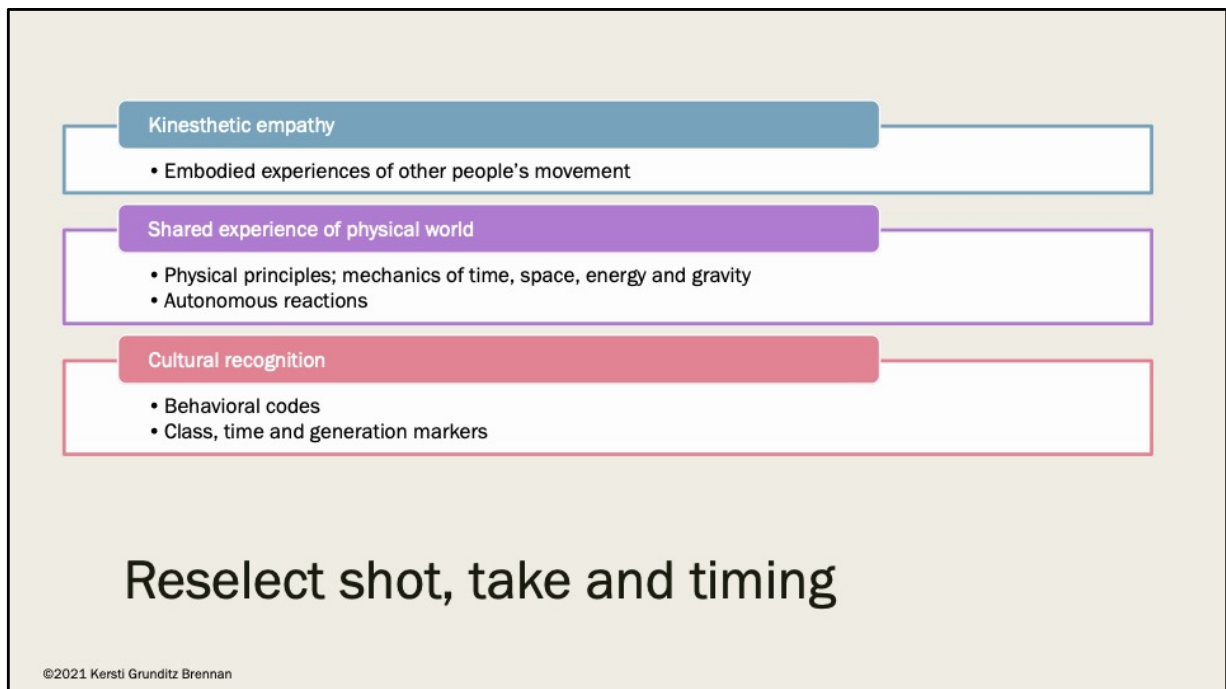 Kinesthetic empathy
• Embodied experiences of other people’s movement
Shared experience of physical world
• Physical principles; mechanics of time, space, energy and gravity
• Autonomous reactions
Cultural recognition
• Behavioral codes
• Class, time and generation markers
Reselect shot, take and timing
©2021 Kersti Grunditz Brennan